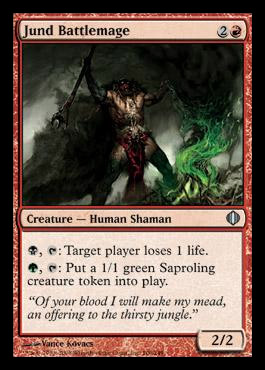 Jund Battlemage 2
Creature — Human Shaman
: Target player loses 1 life.
: Put a 1/1 green Saproling
creature token into play.
“Of your blood I will make my mead,
an offering to the thirsty jungle.”
Vance Kovacs
2/2